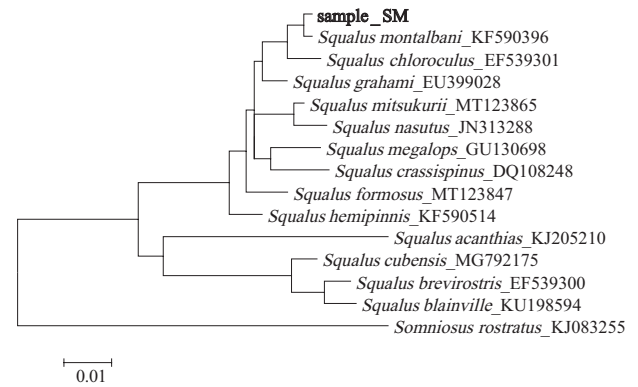 sample_SM
Squalus montalbani_KF590396
Squalus chloroculus_EF539301
Squalus grahami_EU399028
Squalus mitsukurii_MT123865
Squalus nasutus_JN313288
Squalus megalops_GU130698
Squalus crassispinus_DQ108248
Squalus formosus_MT123847
Squalus hemipinnis_KF590514
Squalus acanthias_KJ205210
Squalus cubensis_MG792175
Squalus brevirostris_EF539300
Squalus blainville_KU198594
Somniosus rostratus_KJ083255
0.01